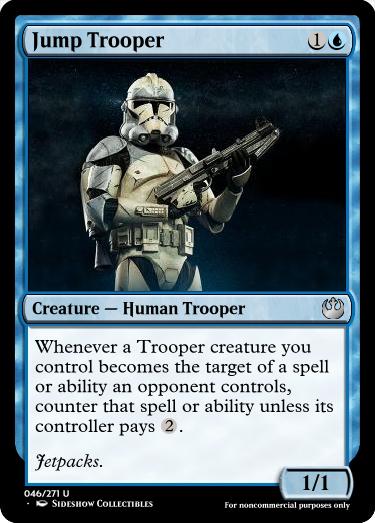 Jump Trooper 1
Creature — Human Trooper
Whenever a Trooper creature you
control becomes the target of a spell
or ability an opponent controls,
counter that spell or ability unless its
controller pays 2.
Jetpacks.
1/1
046/271 U
· Sideshow Collectibles
For noncommercial purposes only